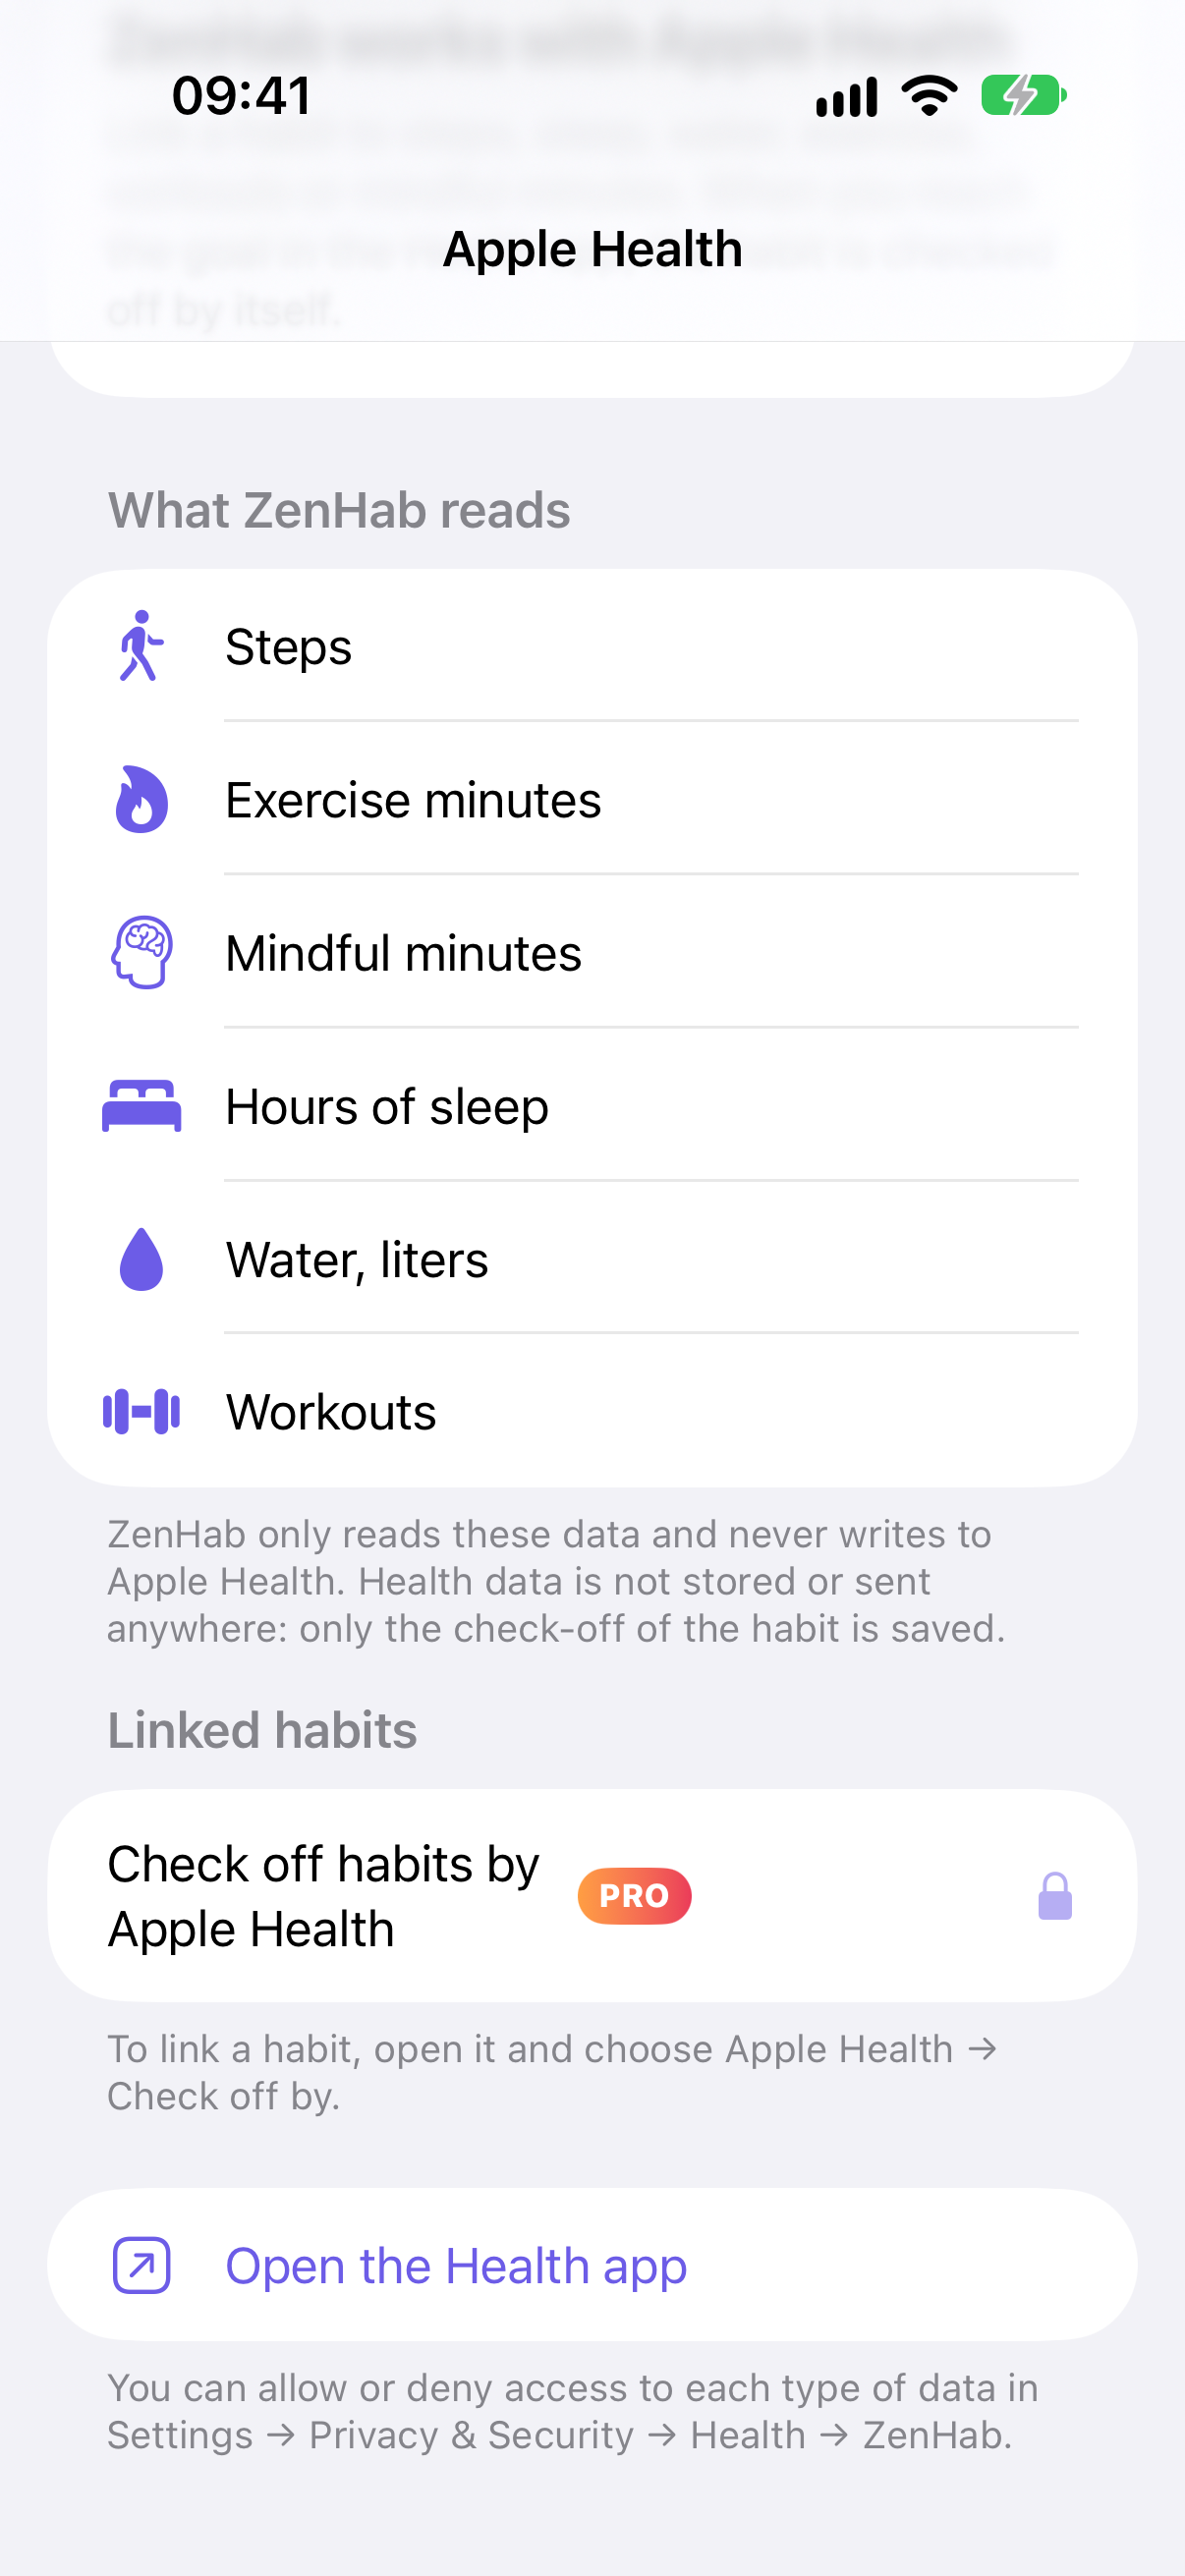 09:41
Apple Health
off by itself.
What ZenHab reads
Steps
Exercise minutes
Mindful minutes
Hours of sleep
Water, liters
Workouts
ZenHab only reads these data and never writes to
Apple Health. Health data is not stored or sent
anywhere: only the check-off of the habit is saved.
Linked habits
Check off habits by
Apple Health
PRO
To link a habit, open it and choose Apple Health →
Check off by.
Open the Health app
You can allow or deny access to each type of data in
Settings → Privacy & Security → Health → ZenHab.